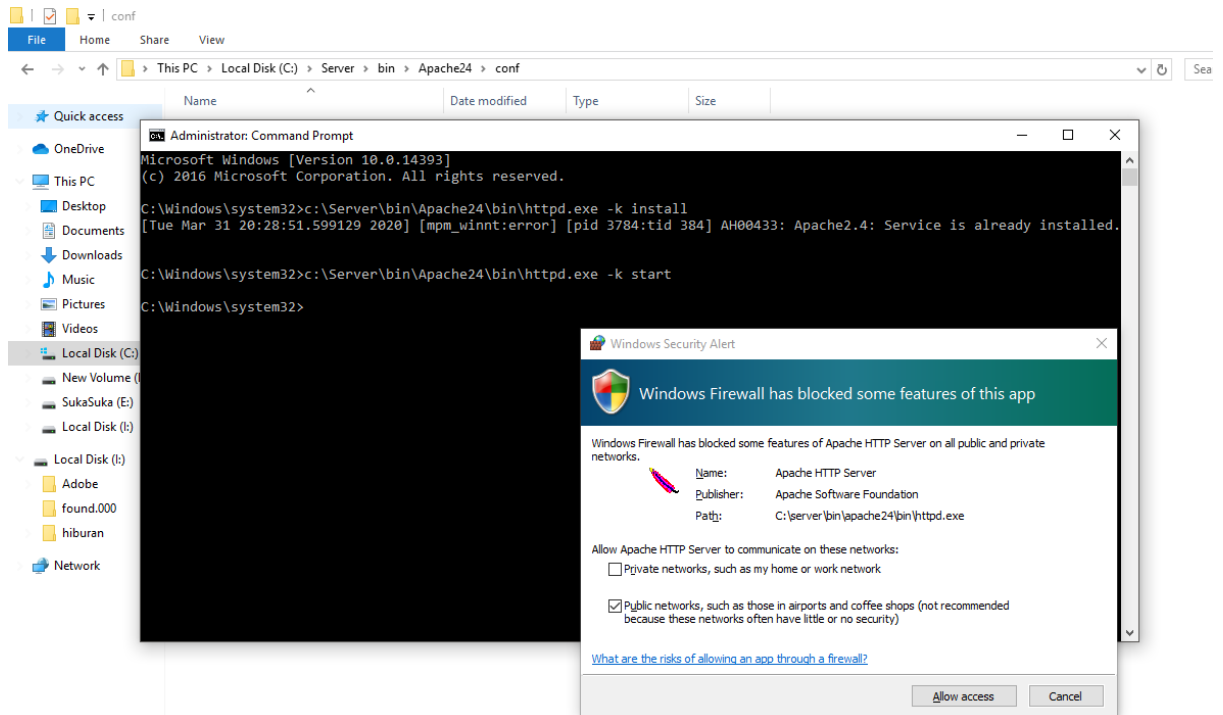 conf
File Home Share View
This PC > Local Disk (C:) > Server > bin > Apache24 > conf
Sea
Name Date modified Type Size
Quick access
OneDrive
This PC
Desktop
Documents
Downloads
Music
Pictures
Videos
Local Disk (C:)
New Volume (
SukaSuka (E:)
Local Disk (I:)
Local Disk (I:)
Adobe
found.000
hiburan
Network
Administrator: Command Prompt
Microsoft Windows [Version 10.0.14393]
(c) 2016 Microsoft Corporation. All rights reserved.
C:\Windows\system32>c:\Server\bin\Apache24\bin\httpd.exe -k install
[Tue Mar 31 20:28:51.599129 2020] [mpm_winnt:error] [pid 3784:tid 384] AH00433: Apache2.4: Service is already installed.
C:\Windows\system32>c:\Server\bin\Apache24\bin\httpd.exe -k start
C:\Windows\system32>
Windows Security Alert
Windows Firewall has blocked some features of this app
Windows Firewall has blocked some features of Apache HTTP Server on all public and private
networks.
Name: Apache HTTP Server
Publisher: Apache Software Foundation
Path: C:\server\bin\apache24\bin\httpd.exe
Allow Apache HTTP Server to communicate on these networks:
Private networks, such as my home or work network
Public networks, such as those in airports and coffee shops (not recommended
because these networks often have little or no security)
What are the risks of allowing an app through a firewall?
Allow access Cancel